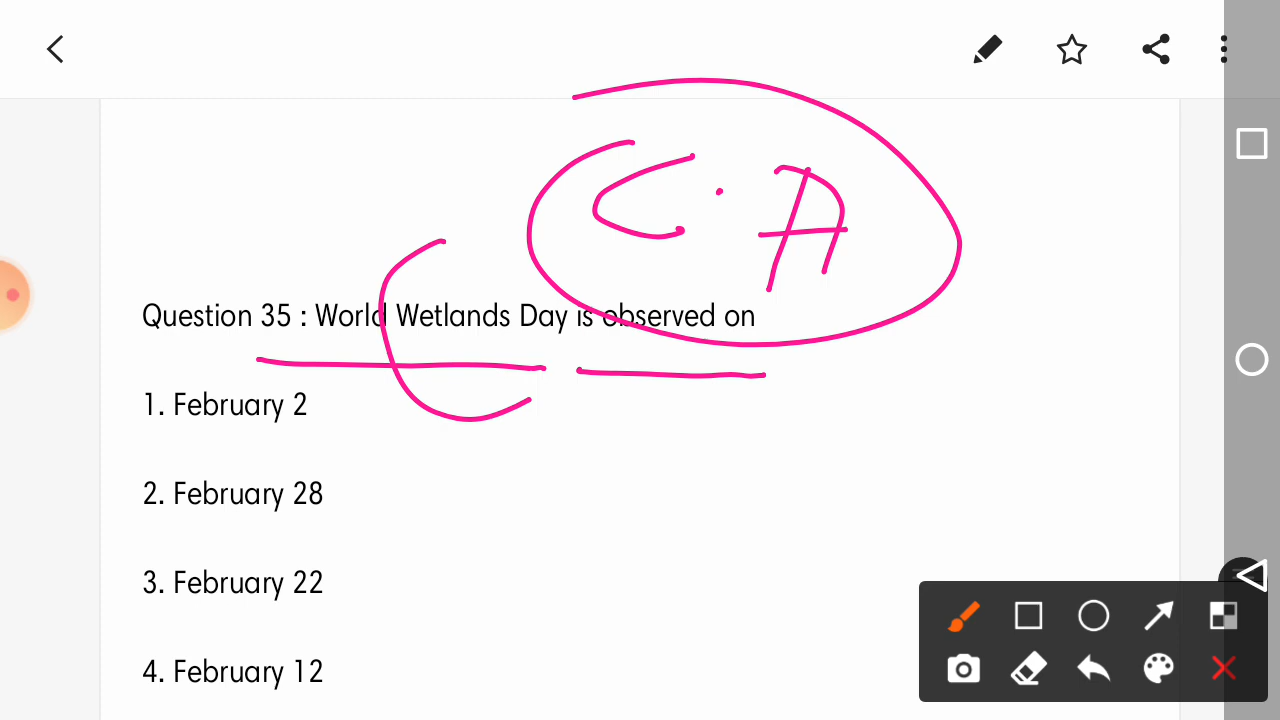 C. A
Question 35 : World Wetlands Day is observed on
1. February 2
2. February 28
3. February 22
4. February 12